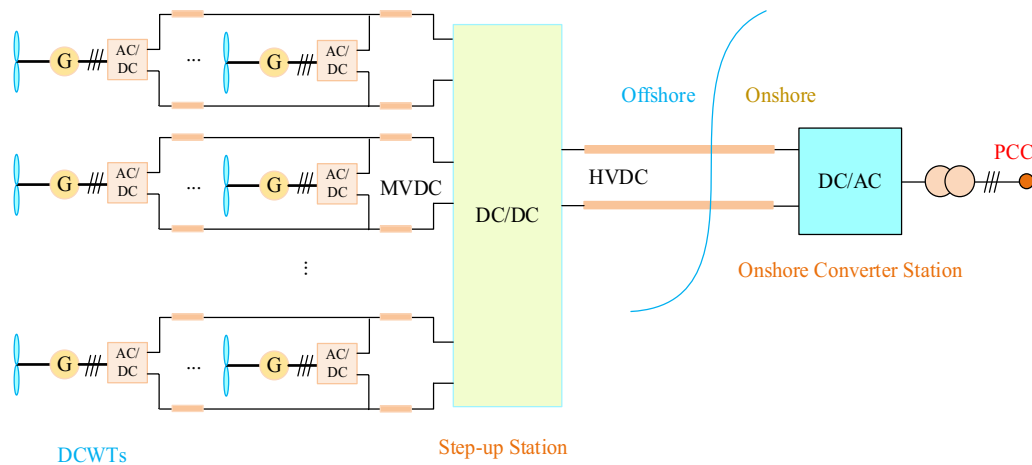 G
AC/
DC
...
G
AC/
DC
G
AC/
DC
...
G
AC/
DC
MVDC
...
G
AC/
DC
...
G
AC/
DC
DC/DC
Offshore
Onshore
HVDC
DC/AC
PCC
Onshore Converter Station
Step-up Station
DCWTs